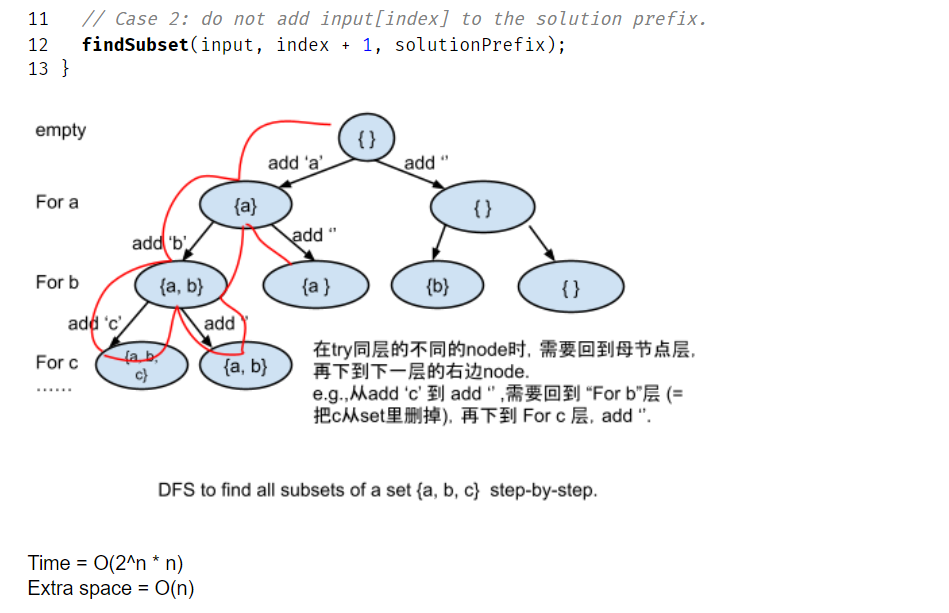 11 // Case 2: do not add input[index] to the solution prefix.
12 findSubset(input, index + 1, solutionPrefix);
13 }
empty
{ }
add 'a'
add ''
For a
{a}
{ }
add 'b'
add ''
For b
{a, b}
{a }
{b}
{ }
add 'c'
add ''
For c
{a, b,
c}
{a, b}
......
在try同层的不同的node时, 需要回到母节点层,
再下到下一层的右边node.
e.g.,从add 'c' 到 add '' ,需要回到 “For b”层 (=
把c从set里删掉), 再下到 For c 层, add ''.
DFS to find all subsets of a set {a, b, c} step-by-step.
Time = O(2^n * n)
Extra space = O(n)